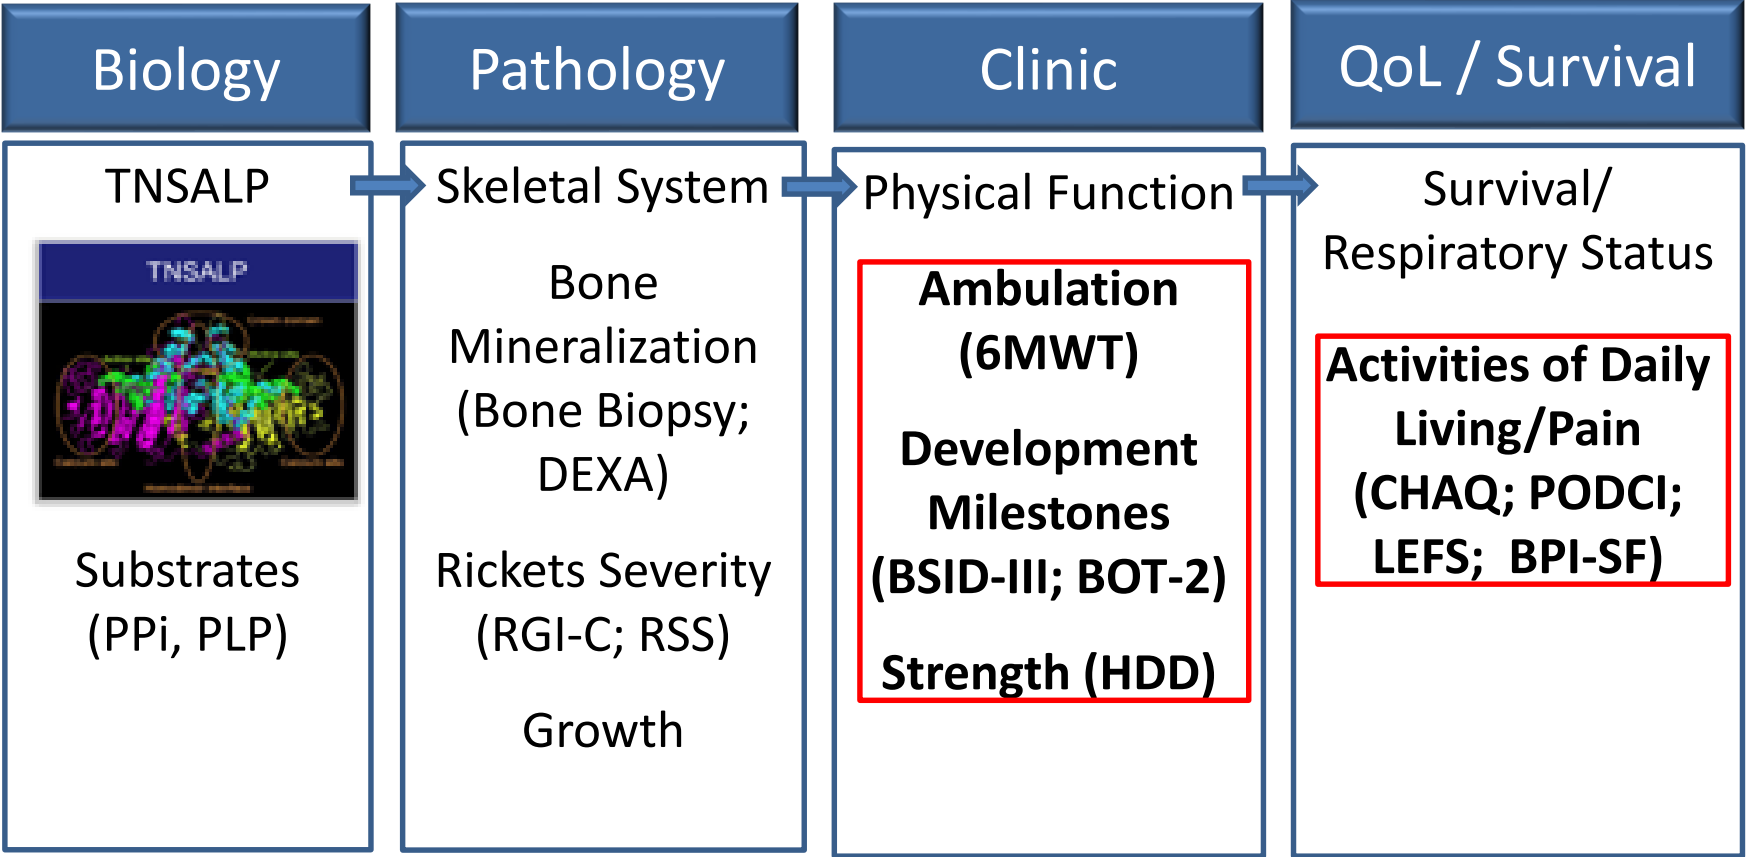 Biology
TNSALP
TNSALP
Substrates
(PPi, PLP)
Pathology
Skeletal System
Bone
Mineralization
(Bone Biopsy;
DEXA)
Rickets Severity
(RGI-C; RSS)
Growth
Clinic
Physical Function
Ambulation
(6MWT)
Development
Milestones
(BSID-III; BOT-2)
Strength (HDD)
QoL / Survival
Survival/
Respiratory Status
Activities of Daily
Living/Pain
(CHAQ; PODCI;
LEFS; BPI-SF)